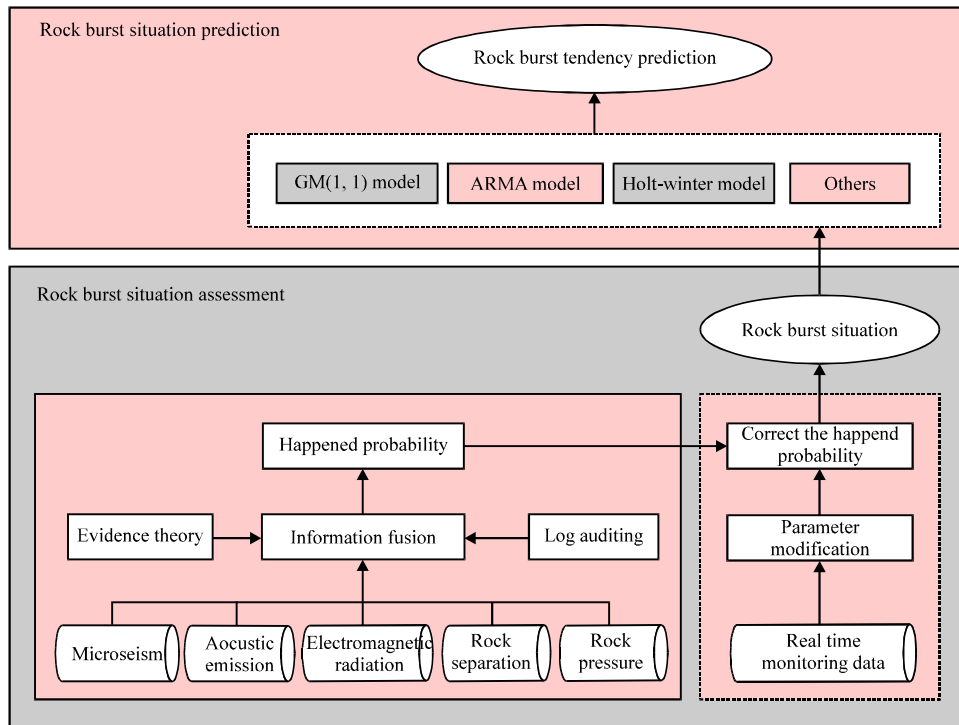 Rock burst situation prediction
Rock burst tendency prediction
GM(1, 1) model
ARMA model
Holt-winter model
Others
Rock burst situation assessment
Rock burst situation
Happened probability
Correct the happend
probability
Evidence theory
Information fusion
Log auditing
Parameter
modification
Microseism
Aocustic
emission
Electromagnetic
radiation
Rock
separation
Rock
pressure
Real time
monitoring data